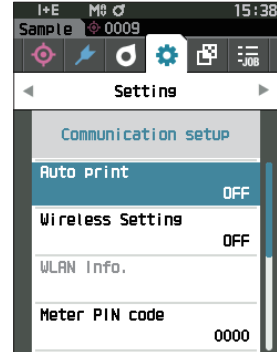 I+E M0 15:38
Sample 0009
JOB
Setting
Communication setup
Auto print
OFF
Wireless Setting
OFF
WLAN Info.
Meter PIN code
0000